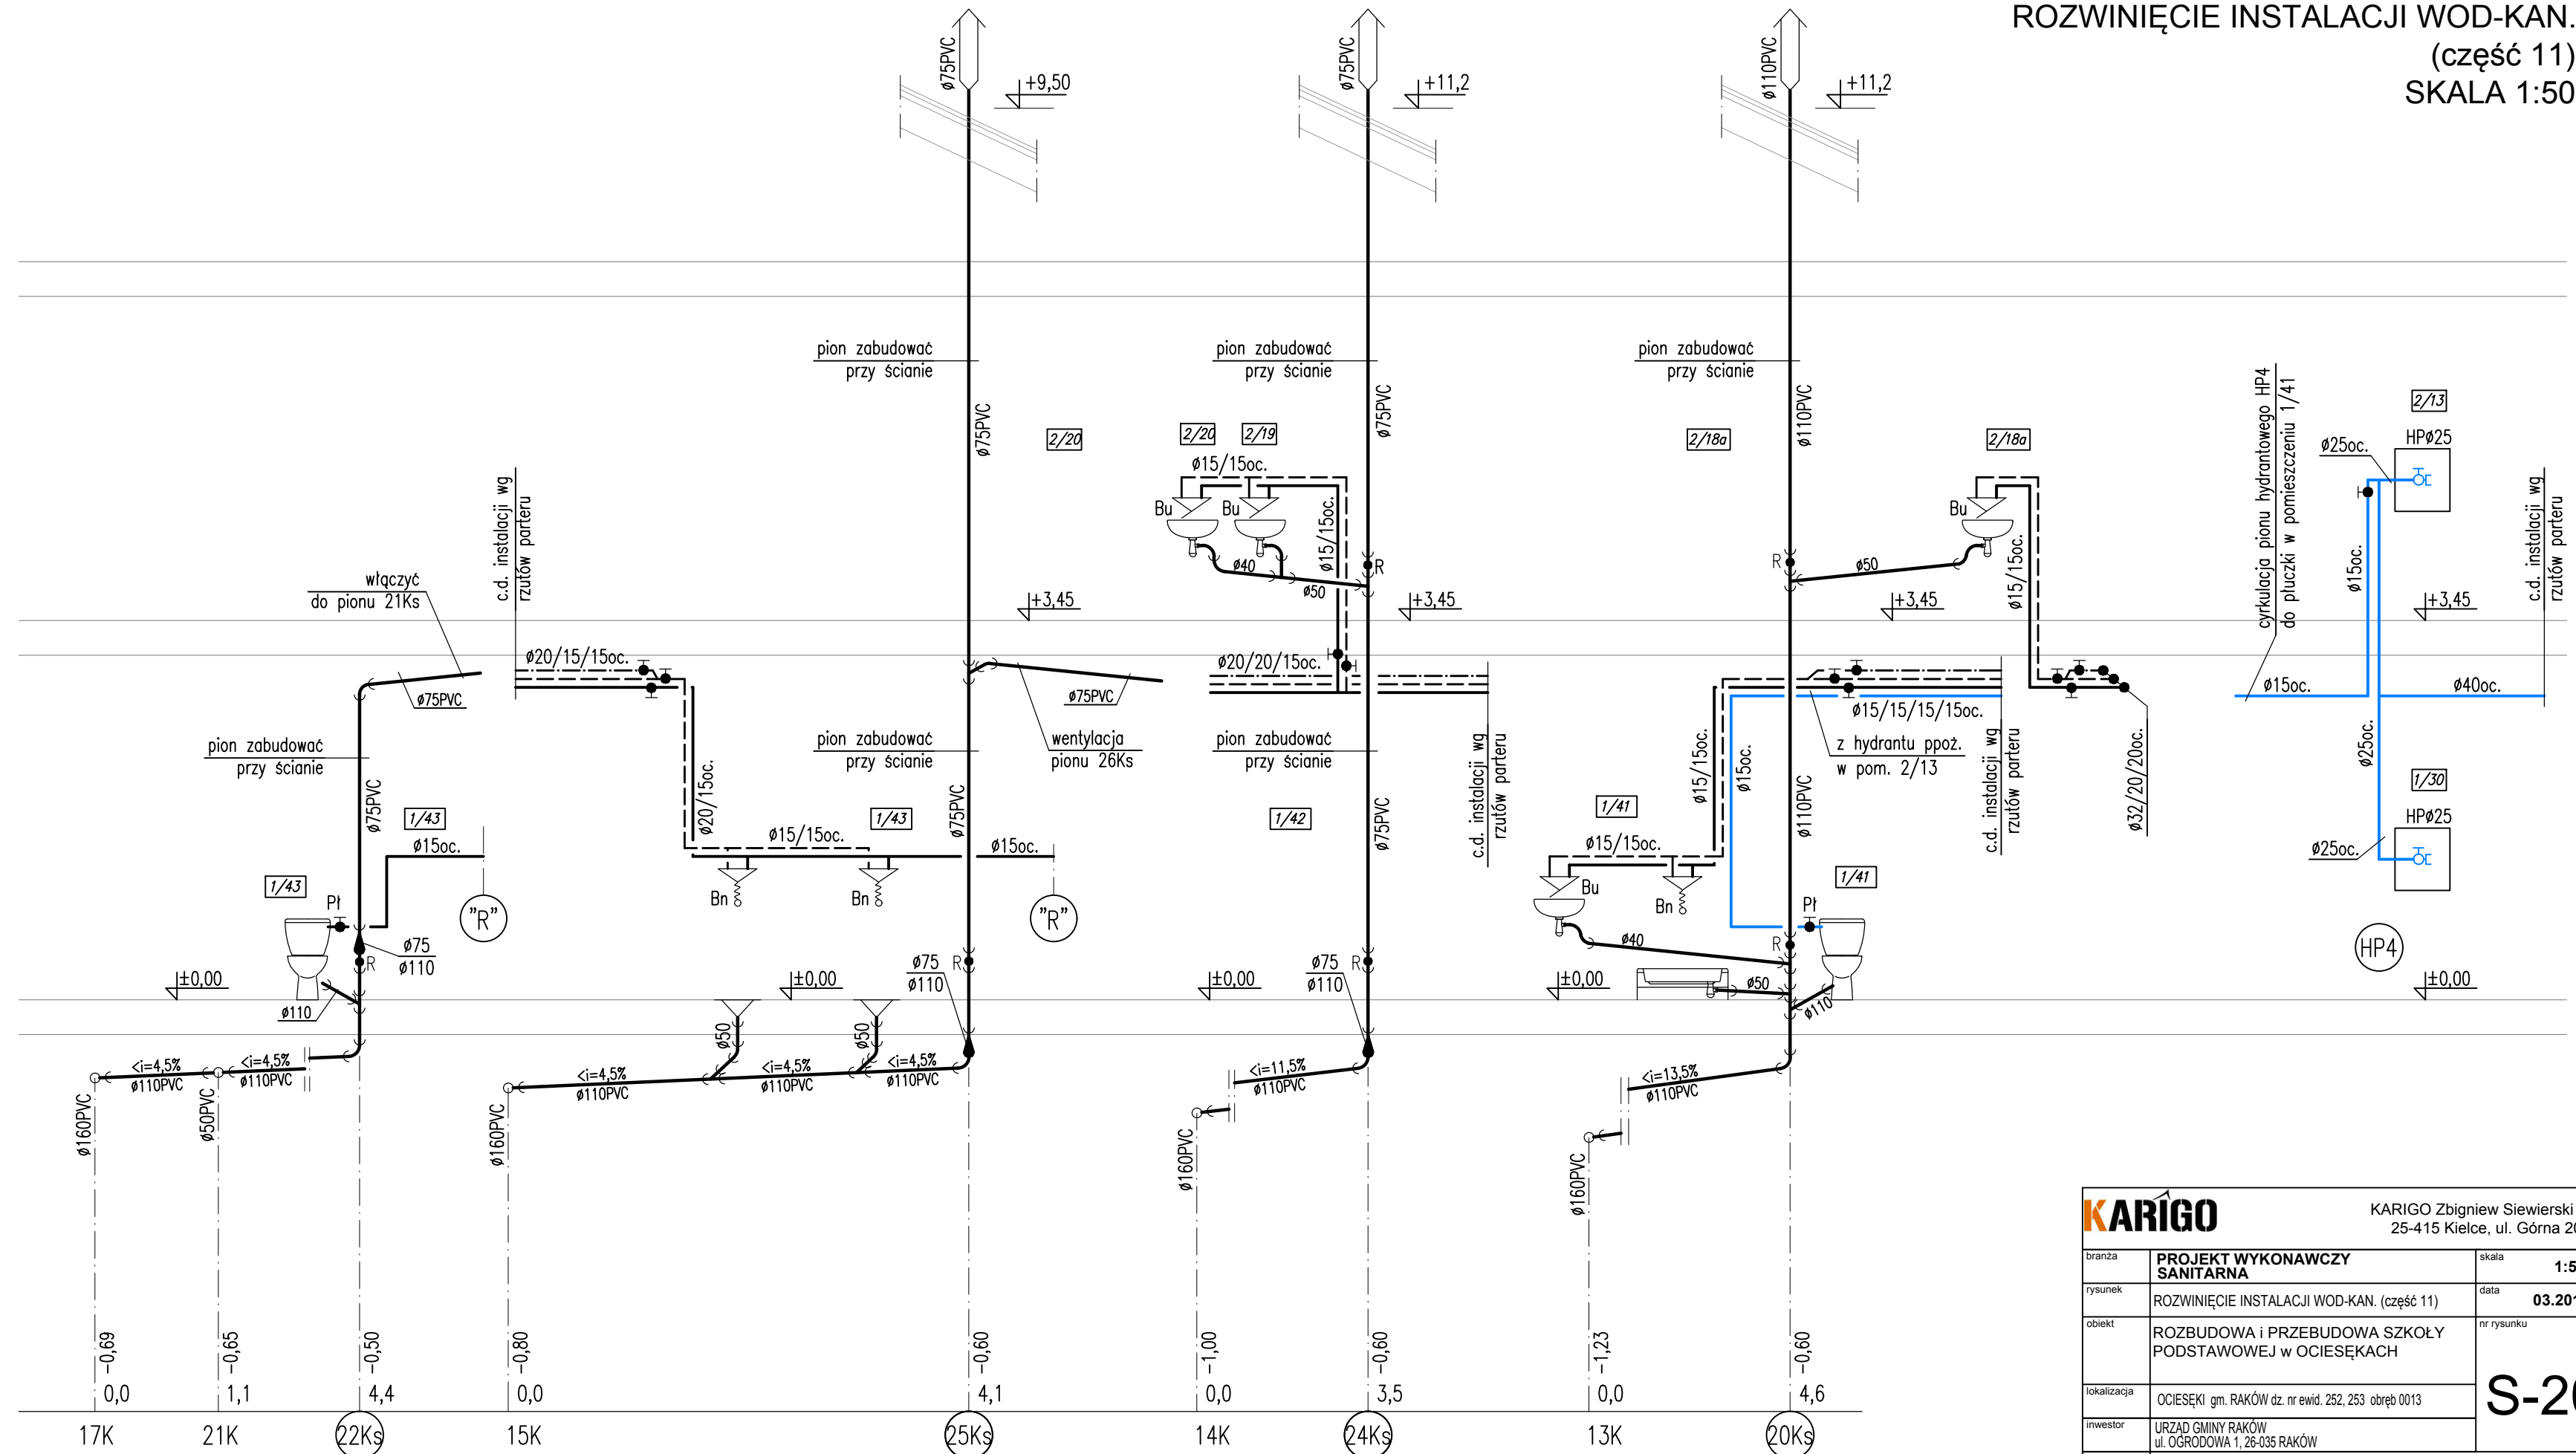 ROZWINIĘCIE INSTALACJI WOD-KAN.
(część 11)
SKALA 1:50
ø75PVC
+9,50
ø75PVC
+11,2
ø110PVC
+11,2
pion zabudować
przy ścianie
pion zabudować
przy ścianie
pion zabudować
przy ścianie
ø75PVC
2/20
2/20
2/19
ø75PVC
2/18a
ø110PVC
2/18a
cyrkulacja pionu hydrantowego HP4
do płuczki w pomieszczeniu 1/41
2/13
HPø25
ø25oc.
c.d. instalacji wg
rzutów parteru
ø15/15oc.
Bu
Bu
ø15/15oc.
R
ø40
ø50
R
ø50
Bu
ø15/15oc.
ø15oc.
c.d. instalacji wg
rzutów parteru
włączyć
do pionu 21Ks
+3,45
+3,45
+3,45
+3,45
ø75PVC
ø20/15/15oc.
ø75PVC
ø20/20/15oc.
ø15/15/15/15oc.
ø15oc.
ø40oc.
pion zabudować
przy ścianie
pion zabudować
przy ścianie
wentylacja
pionu 26Ks
pion zabudować
przy ścianie
c.d. instalacji wg
rzutów parteru
z hydrantu ppoż.
w pom. 2/13
c.d. instalacji wg
rzutów parteru
ø32/20/20oc.
ø25oc.
ø75PVC
1/43
ø15oc.
ø20/15oc.
ø15/15oc.
1/43
ø75PVC
ø15oc.
1/42
ø75PVC
1/41
ø15/15oc.
ø15/15oc.
ø15oc.
ø110PVC
1/30
HPø25
ø25oc.
1/43
Pł
"R"
Bn
Bn
"R"
Bu
Bn
1/41
Pł
ø75
ø110
R
ø75
ø110
R
ø75
ø110
R
ø40
R
HP4
±0,00
±0,00
±0,00
±0,00
±0,00
ø110
ø50
ø50
ø50
ø110
<i=4,5%
ø110PVC
<i=4,5%
ø110PVC
<i=4,5%
ø110PVC
<i=4,5%
ø110PVC
<i=4,5%
ø110PVC
<i=11,5%
ø110PVC
<i=13,5%
ø110PVC
ø160PVC
ø50PVC
ø160PVC
ø160PVC
ø160PVC
-0,69
-0,65
-0,50
-0,80
-0,60
-1,00
-0,60
-1,23
-0,60
0,0
1,1
4,4
0,0
4,1
0,0
3,5
0,0
4,6
17K
21K
22Ks
15K
25Ks
14K
24Ks
13K
20Ks
KARIGO
KARIGO Zbigniew Siewierski
25-415 Kielce, ul. Górna 20
branża
PROJEKT WYKONAWCZY
SANITARNA
skala
1:5
rysunek
ROZWINIĘCIE INSTALACJI WOD-KAN. (część 11)
data
03.201
obiekt
ROZBUDOWA i PRZEBUDOWA SZKOŁY
PODSTAWOWEJ w OCIESĘKACH
nr rysunku
S-20
lokalizacja
OCIESĘKI gm. RAKÓW dz. nr ewid. 252, 253 obręb 0013
inwestor
URZĄD GMINY RAKÓW
ul. OGRODOWA 1, 26-035 RAKÓW